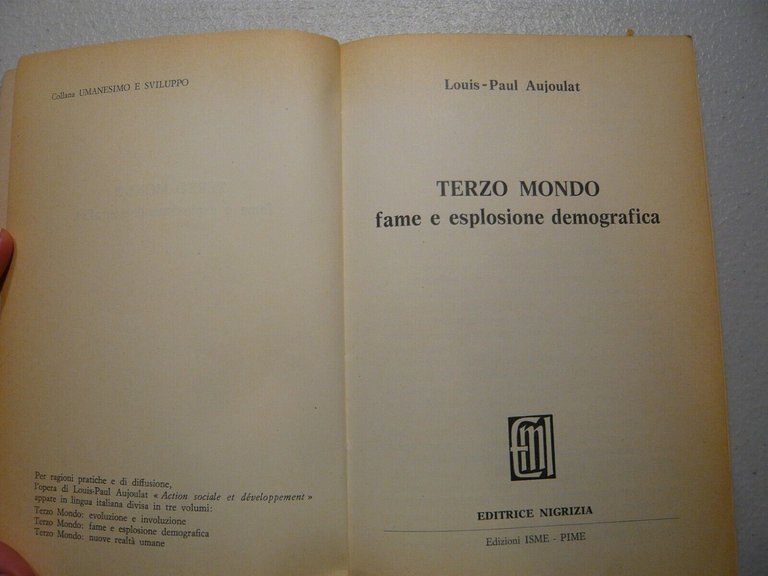 Collana UMANESIMO E SVILUPPO
Per ragioni pratiche e di diffusione,
l'opera di Louis-Paul Aujoulat « Action sociale et développement »
appare in lingua italiana divisa in tre volumi:
Terzo Mondo: evoluzione e involuzione
Terzo Mondo: fame e esplosione demografica
Terzo Mondo: nuove realtà umane
Louis-Paul Aujoulat
TERZO MONDO
fame e esplosione demografica
EDITRICE NIGRIZIA
Edizioni ISME - PIME